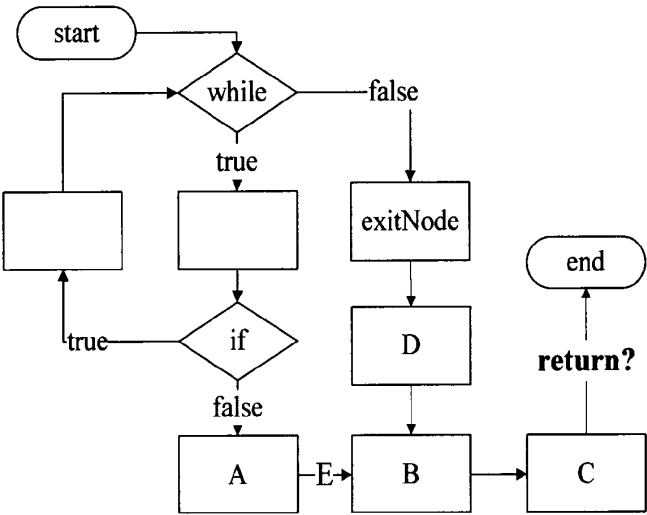 start
while
false
true
exitNode
end
true
if
D
return?
false
A
E
B
C